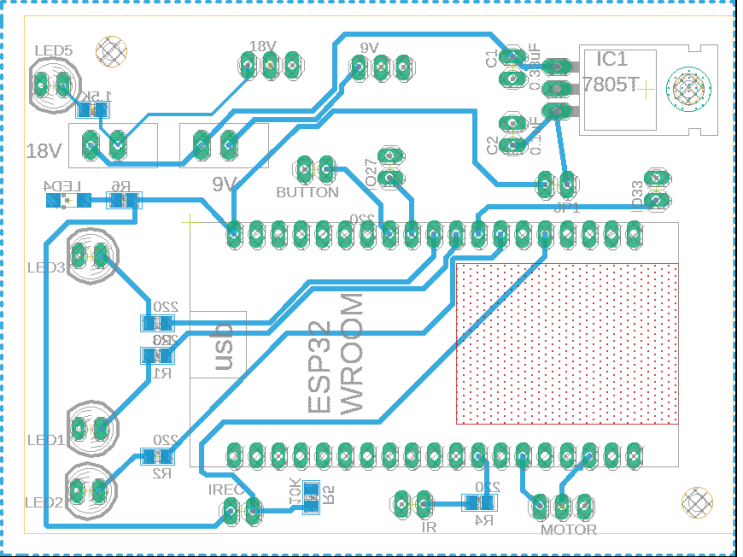 LED5
18V
9V
C1
0.33uF
IC1
7805T
1.5K
18V
9V
C2
0.1uF
BUTTON
IO27
JP1
IO33
LED4
R6
220
LED3
220
R1
usb
ESP32
WROOM
LED1
220
R2
LED2
IREC
10K
R5
IR
220
R4
MOTOR